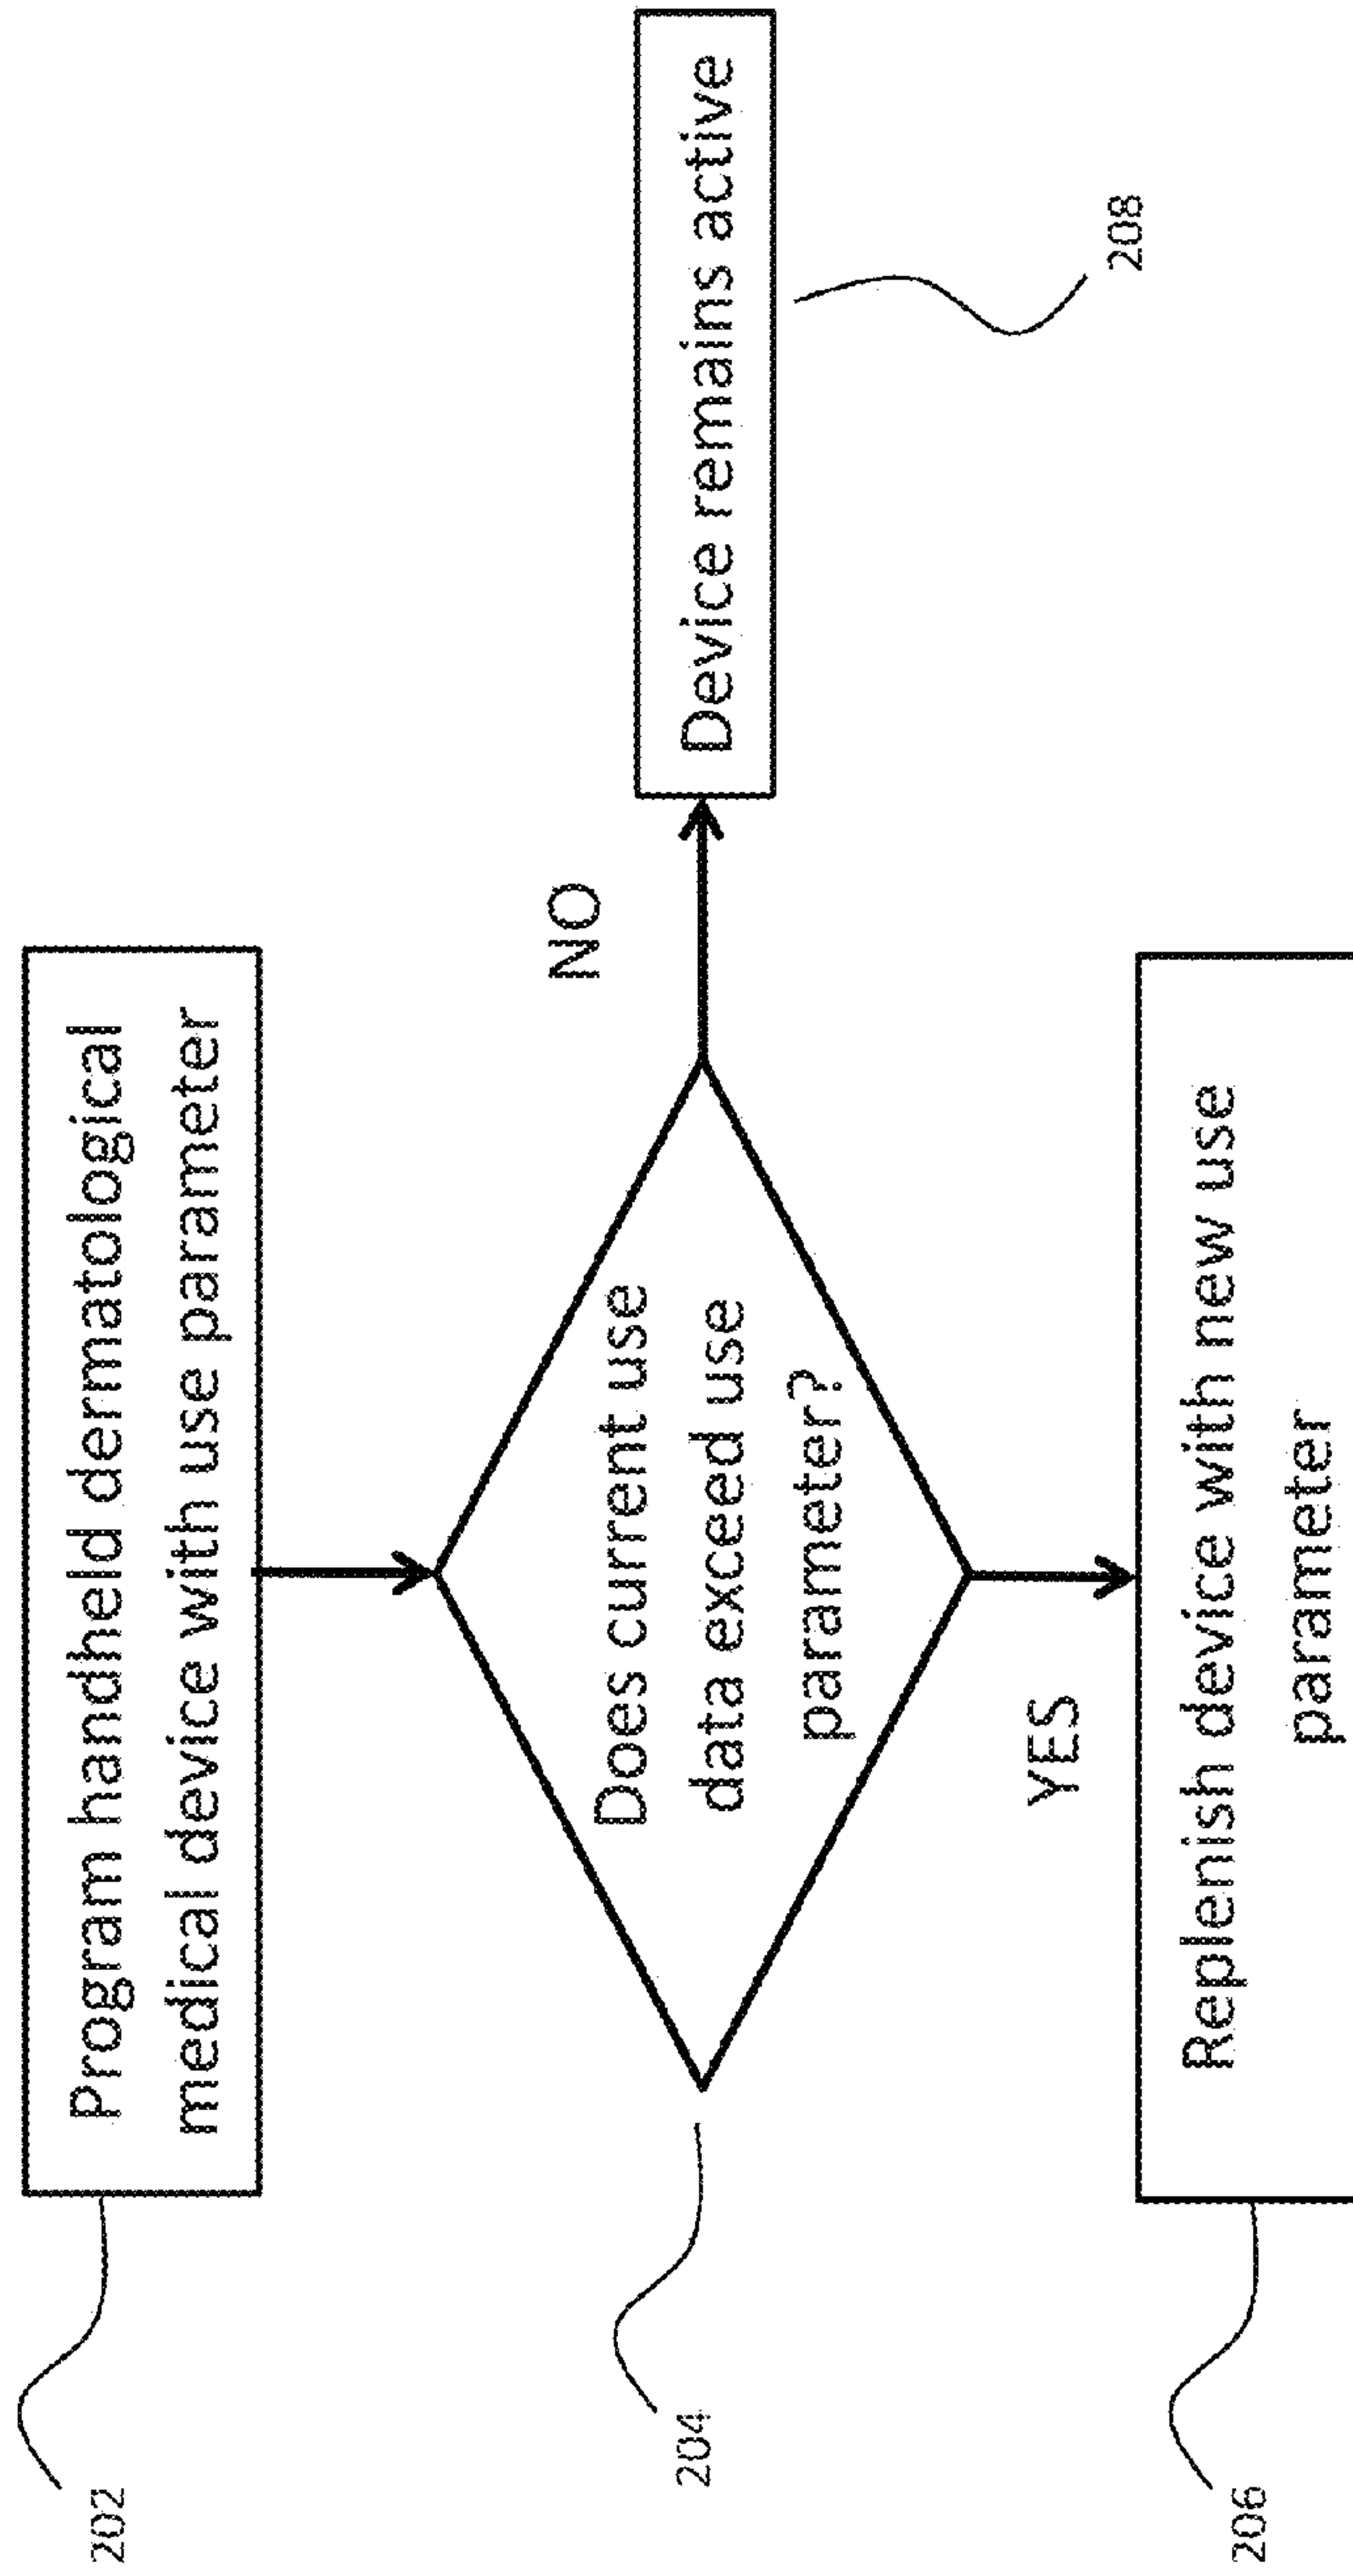 202
Program handheld dermatological
medical device with use parameter
204
Does current use
data exceed use
parameter?
NO
Device remains active
208
YES
206
Replenish device with new use
parameter